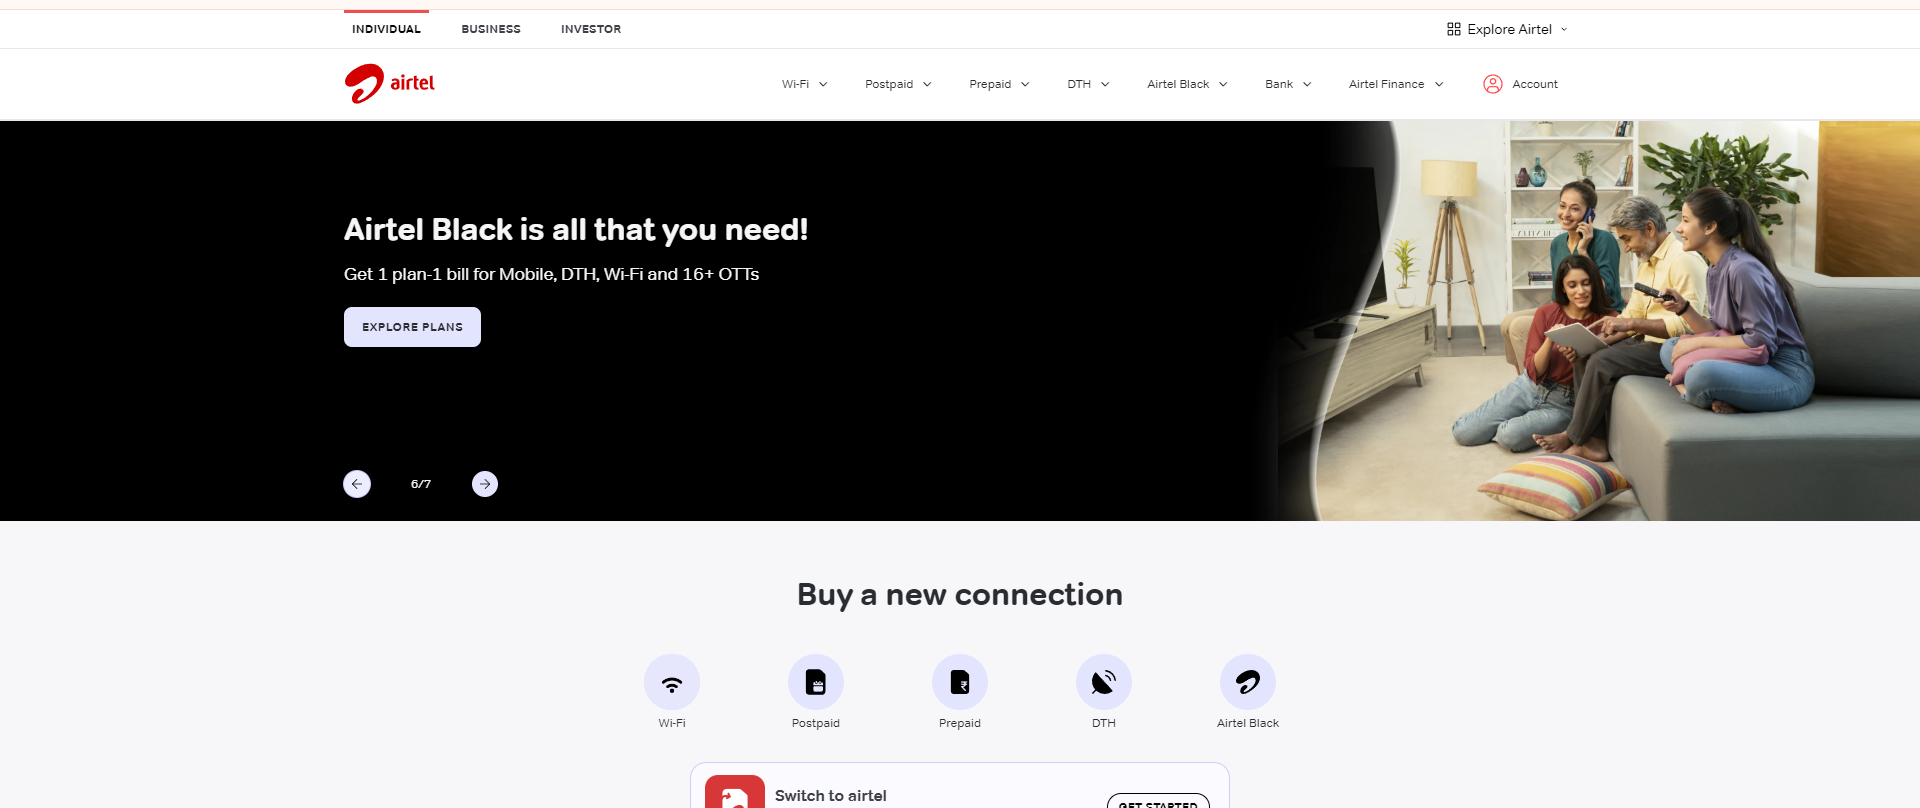 INDIVIDUAL BUSINESS INVESTOR Explore Airtel
airtel Wi-Fi Postpaid Prepaid DTH Airtel Black Bank Airtel Finance Account
Airtel Black is all that you need!
Get 1 plan-1 bill for Mobile, DTH, Wi-Fi and 16+ OTTs
EXPLORE PLANS
6/7
Buy a new connection
Wi-Fi Postpaid Prepaid DTH Airtel Black
Switch to airtel
GET STARTED